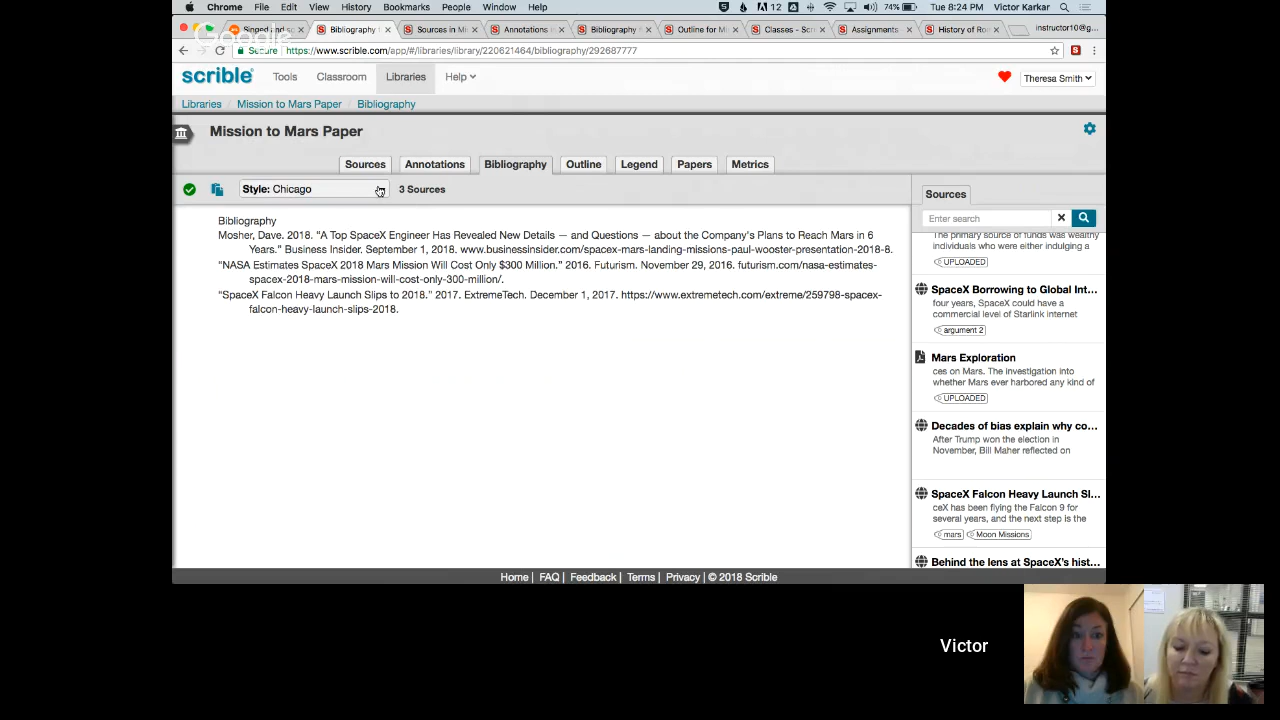 Chrome File Edit View History Bookmarks People Window Help 12 74% Tue 8:24 PM Victor Karkar
Google
Pinned and sc Bibliography Sources in Mi Annotations i Bibliography Outline for Mi Classes - Scr Assignments History of Roc instructor10@g
Secure https://www.scrible.com/app/#/libraries/library/220621464/bibliography/292687777
scrible Tools Classroom Libraries Help Theresa Smith
Libraries / Mission to Mars Paper / Bibliography
Mission to Mars Paper
Sources Annotations Bibliography Outline Legend Papers Metrics
Style: Chicago 3 Sources
Bibliography
Mosher, Dave. 2018. “A Top SpaceX Engineer Has Revealed New Details — and Questions — about the Company's Plans to Reach Mars in 6
Years.” Business Insider. September 1, 2018. www.businessinsider.com/spacex-mars-landing-missions-paul-wooster-presentation-2018-8.
“NASA Estimates SpaceX 2018 Mars Mission Will Cost Only $300 Million.” 2016. Futurism. November 29, 2016. futurism.com/nasa-estimates-
spacex-2018-mars-mission-will-cost-only-300-million/.
“SpaceX Falcon Heavy Launch Slips to 2018.” 2017. ExtremeTech. December 1, 2017. https://www.extremetech.com/extreme/259798-spacex-
falcon-heavy-launch-slips-2018.
Sources
Enter search
The primary source of funds was wealthy
individuals who were either indulging a
UPLOADED
SpaceX Borrowing to Global Int...
four years, SpaceX could have a
commercial level of Starlink internet
argument 2
Mars Exploration
ces on Mars. The investigation into
whether Mars ever harbored any kind of
UPLOADED
Decades of bias explain why co...
After Trump won the election in
November, Bill Maher reflected on
SpaceX Falcon Heavy Launch Sl...
ceX has been flying the Falcon 9 for
several years, and the next step is the
mars Moon Missions
Behind the lens at SpaceX's hist...
Home | FAQ | Feedback | Terms | Privacy | © 2018 Scrible
Victor